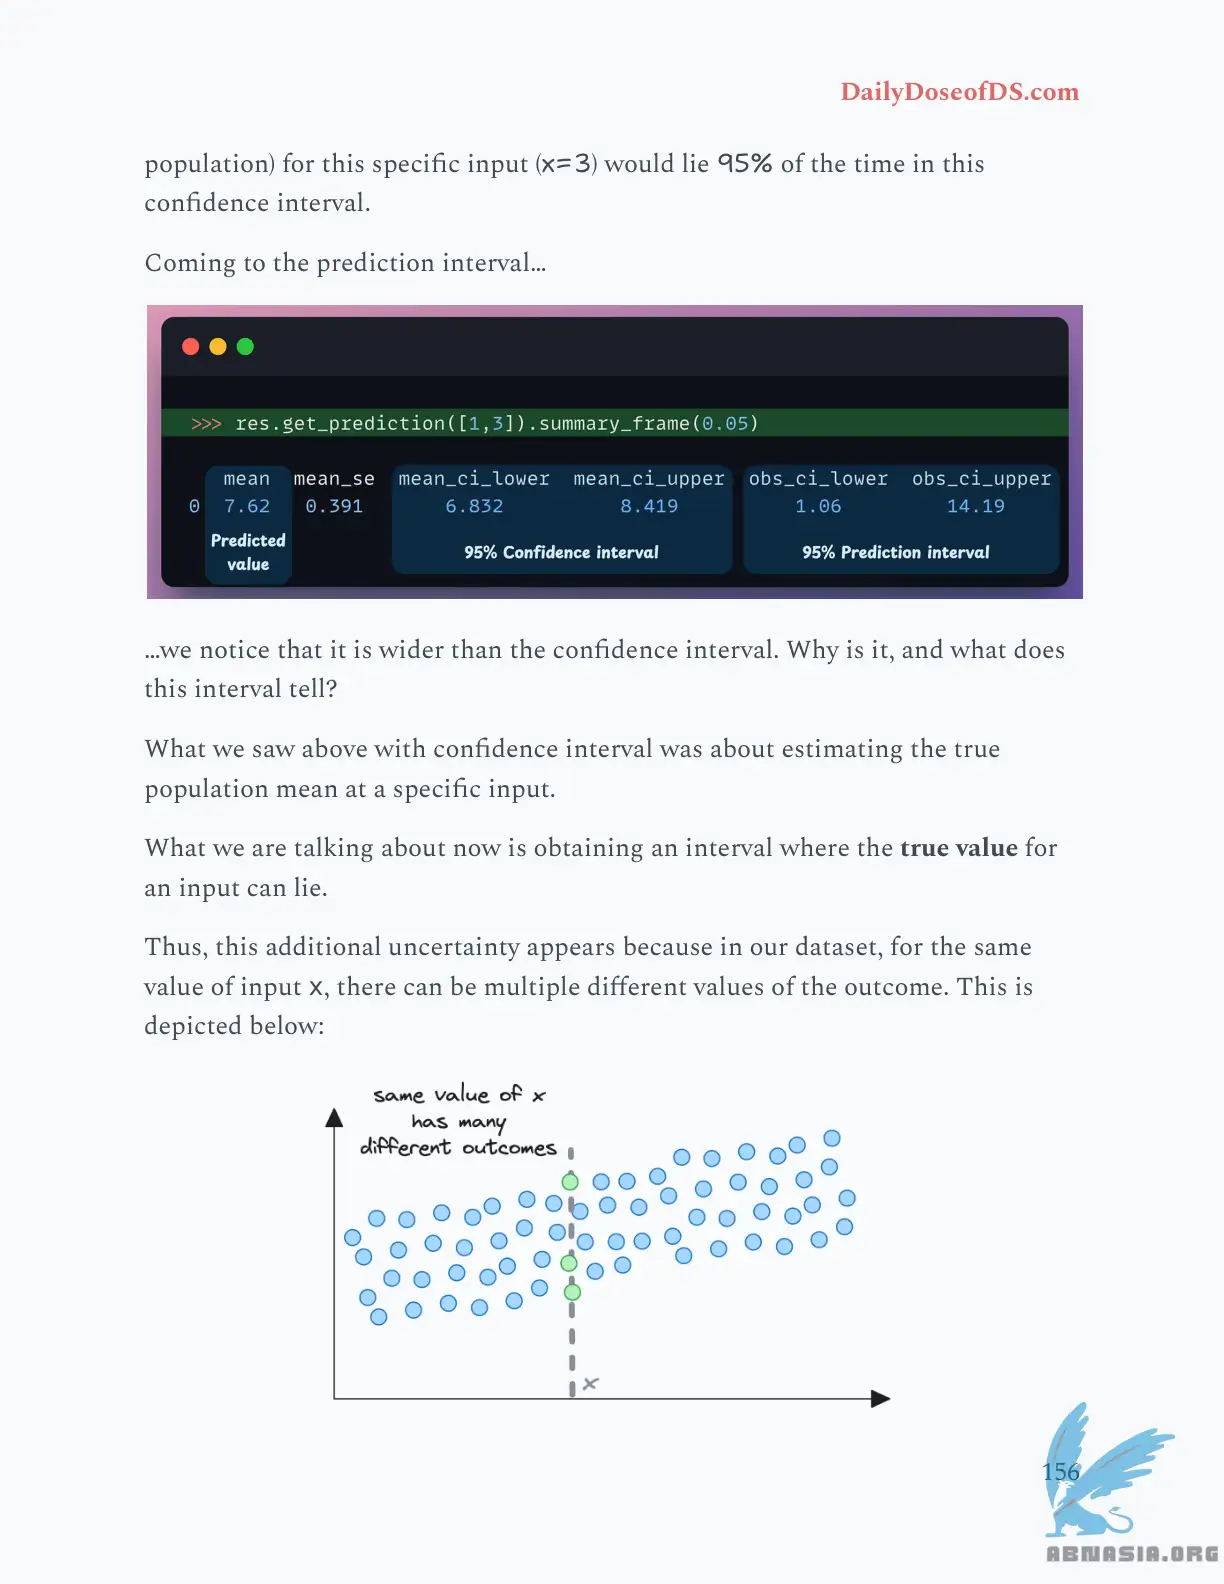 DailyDoseofDS.com
population) for this specific input (x=3) would lie 95% of the time in this
confidence interval.
Coming to the prediction interval...
>>> res.get_prediction([1,3]).summary_frame(0.05)
mean mean_se mean_ci_lower mean_ci_upper obs_ci_lower obs_ci_upper
0 7.62 0.391 6.832 8.419 1.06 14.19
Predicted
value
95% Confidence interval 95% Prediction interval
...we notice that it is wider than the confidence interval. Why is it, and what does
this interval tell?
What we saw above with confidence interval was about estimating the true
population mean at a specific input.
What we are talking about now is obtaining an interval where the true value for
an input can lie.
Thus, this additional uncertainty appears because in our dataset, for the same
value of input x, there can be multiple different values of the outcome. This is
depicted below:
same value of x
has many
different outcomes
x
156
ABNASIA.ORG